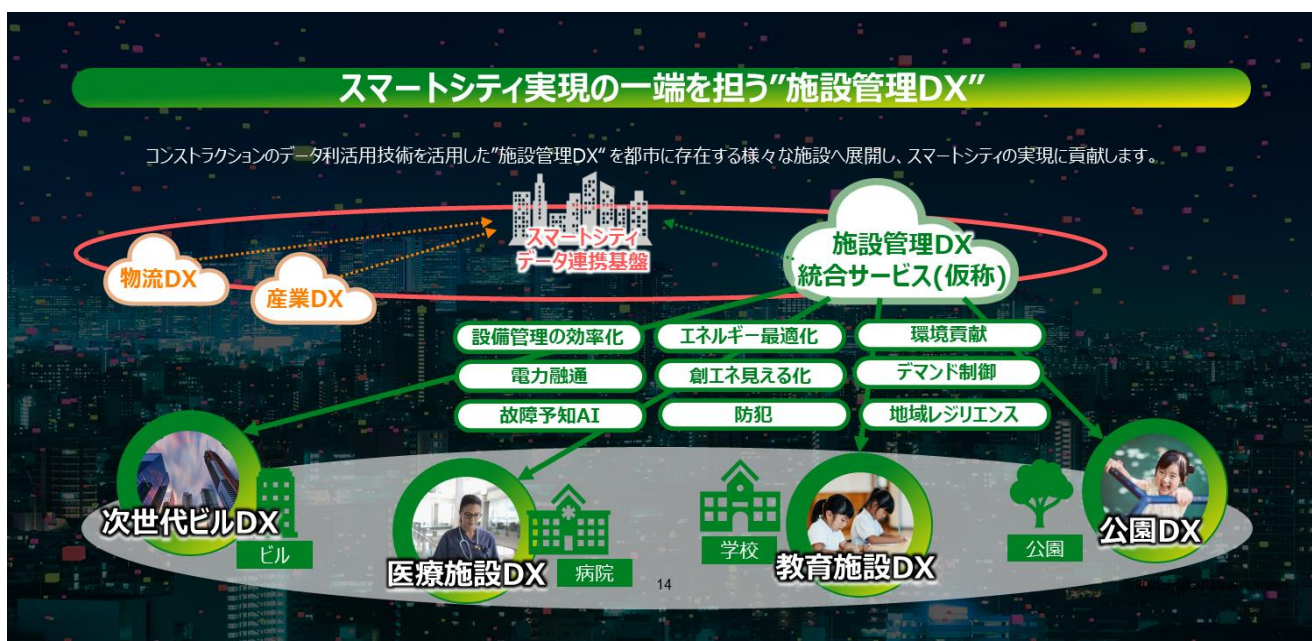 スマートシティ実現の一端を担う”施設管理DX”
コンストラクションのデータ利活用技術を活用した”施設管理DX“ を都市に存在する様々な施設へ展開し、スマートシティの実現に貢献します。
スマートシティ
データ連携基盤
施設管理DX
統合サービス(仮称)
物流DX
産業DX
設備管理の効率化
エネルギー最適化
環境貢献
電力融通
創エネ見える化
デマンド制御
故障予知AI
防犯
地域レジリエンス
次世代ビルDX
ビル
医療施設DX
病院
学校
教育施設DX
公園
公園DX
14